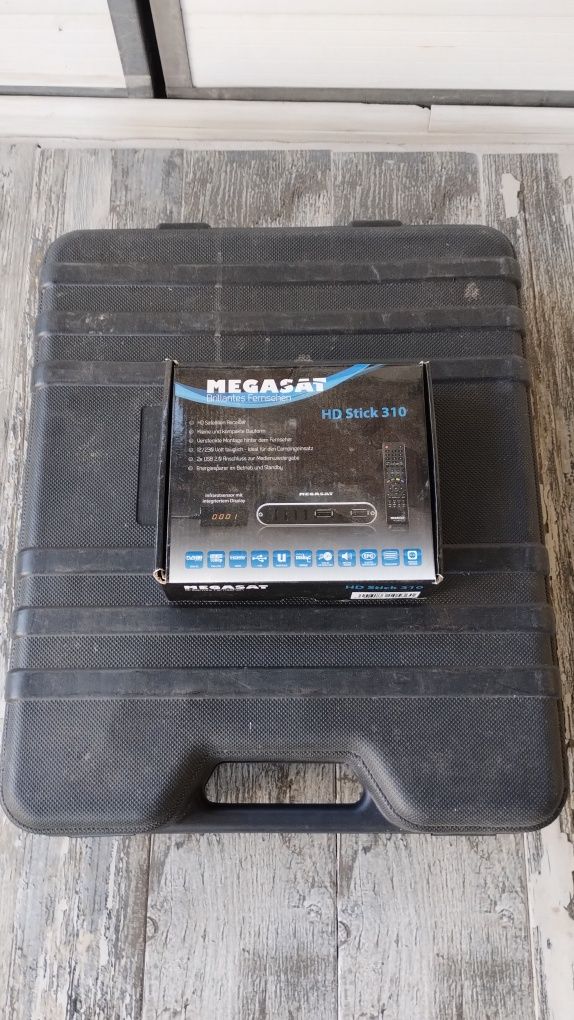 MEGASAT
Brillantes Fernsehen
HD Stick 310
HD Satelliten Receiver
Kleine und kompakte Bauform
Versteckte Montage hinter dem Fernseher
12/230 Volt tauglich - Ideal für den Campingeinsatz
2x USB 2.0 Anschluss zur Medienwiedergabe
Energiesparer im Betrieb und Standby
Infrarotsensor mit
integriertem Display
0001
MEGASAT
EPG
MEGASAT
HD Stick 310